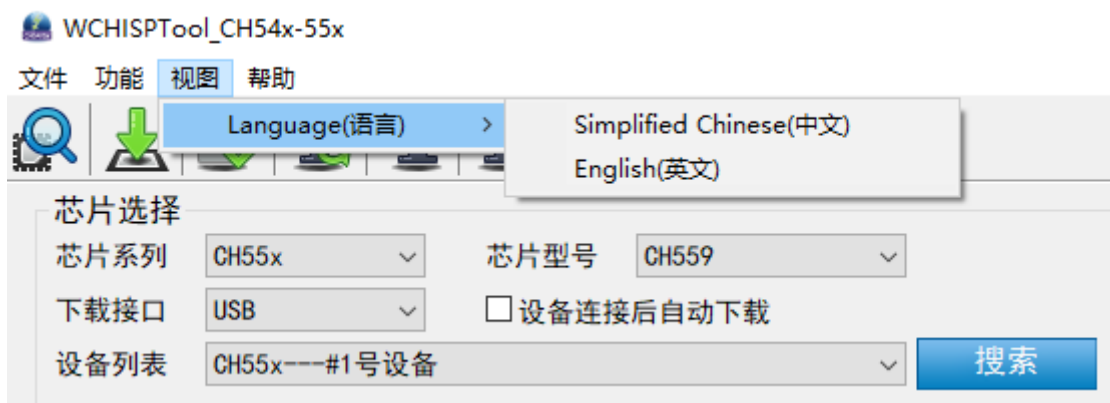 WCHISPTool_CH54x-55x
文件 功能 视图 帮助
Language(语言) > Simplified Chinese(中文)
English(英文)
芯片选择
芯片系列 CH55x 芯片型号 CH559
下载接口 USB 设备连接后自动下载
设备列表 CH55x---#1号设备 搜索